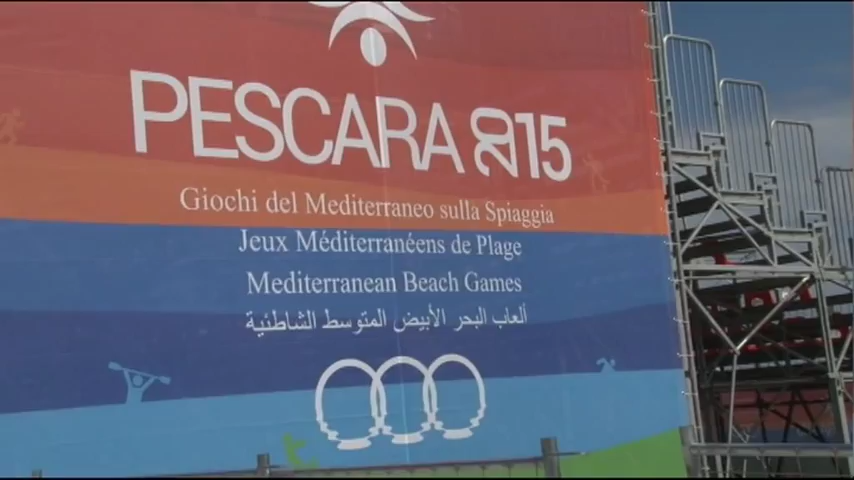 PESCARA 2015
Giochi del Mediterraneo sulla Spiaggia
Jeux Méditerranéens de Plage
Mediterranean Beach Games
ألعاب البحر الأبيض المتوسط الشاطئية